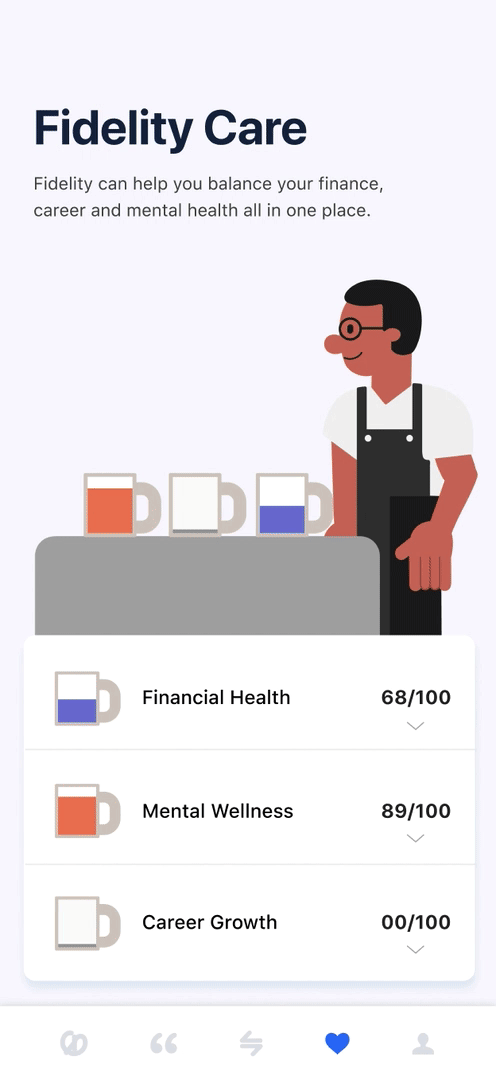 Fidelity Care
Fidelity can help you balance your finance,
career and mental health all in one place.
Financial Health 68/100
Mental Wellness 89/100
Career Growth 00/100